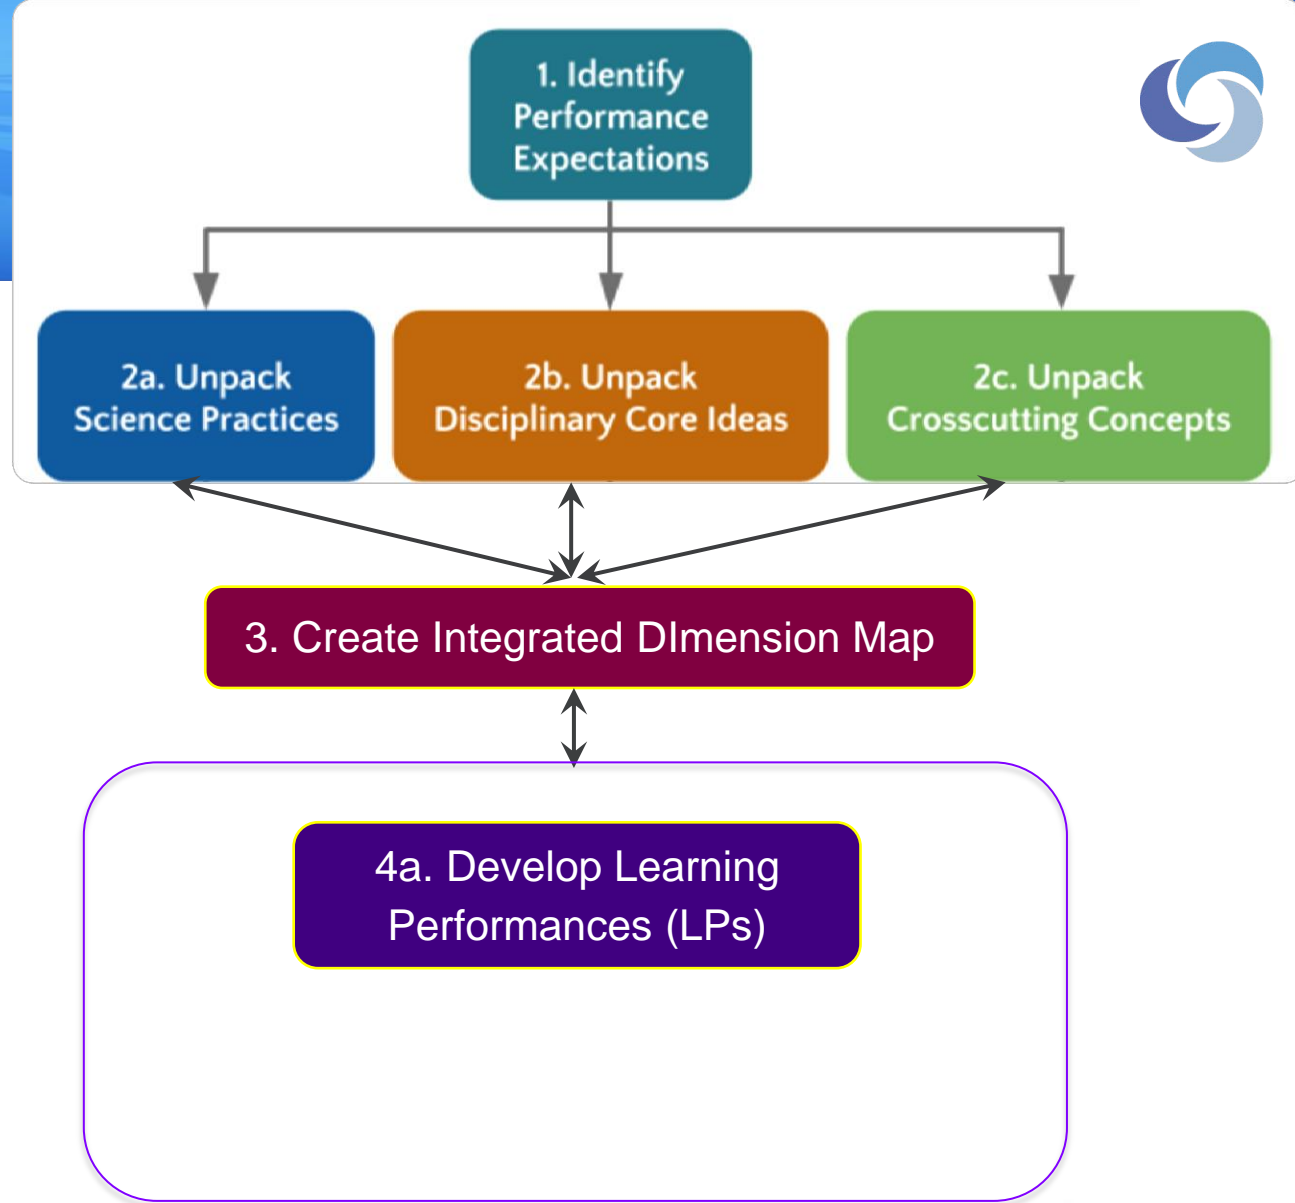 1. Identify
Performance
Expectations
2a. Unpack
Science Practices
2b. Unpack
Disciplinary Core Ideas
2c. Unpack
Crosscutting Concepts
3. Create Integrated DImension Map
4a. Develop Learning
Performances (LPs)